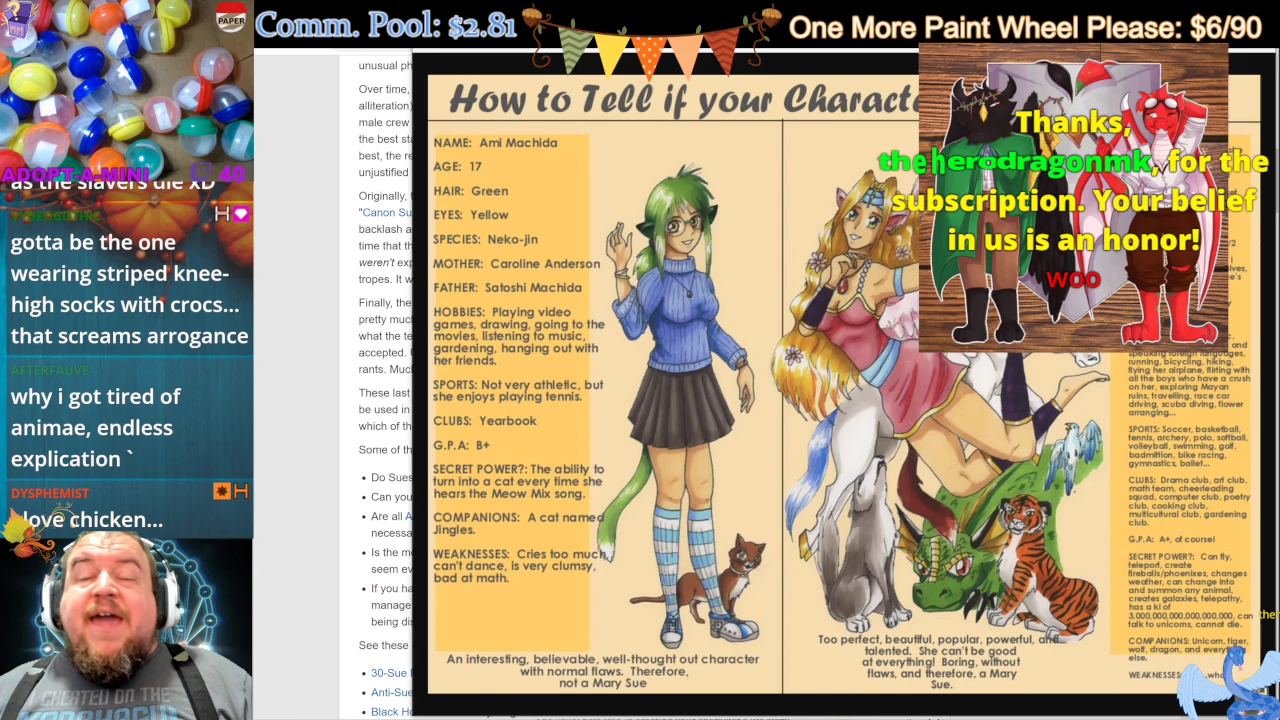 PAPER
Comm. Pool: $2.81
One More Paint Wheel Please: $6/90
ADOPT-A-MINI 40
as the slavers die XD
gotta be the one
wearing striped knee-
high socks with crocs...
that screams arrogance
AFTERFAUVE
why i got tired of
animae, endless
explication `
DYSPHEMIST
love chicken...
CREATED ON THE
unusual ph
Over time,
alliteration)
male crew
the best sta
best, the re
unjustified
Originally, t
"Canon Su
backlash a
time that th
weren't exp
tropes. It w
Finally, the
pretty much
what the te
accepted.
rants. Muc
These last
be used in
which of th
Some of th
Do Sues
Can you
Are all A
necessa
Is the mo
seem ev
If you ha
manage
being dis
See these
30-Sue
Anti-Sue
Black Ho
How to Tell if your Characte
NAME: Ami Machida
AGE: 17
HAIR: Green
EYES: Yellow
SPECIES: Neko-jin
MOTHER: Caroline Anderson
FATHER: Satoshi Machida
HOBBIES: Playing video
games, drawing, going to the
movies, listening to music,
gardening, hanging out with
her friends.
SPORTS: Not very athletic, but
she enjoys playing tennis.
CLUBS: Yearbook
G.P.A: B+
SECRET POWER?: The ability to
turn into a cat every time she
hears the Meow Mix song.
COMPANIONS: A cat named
Jingles.
WEAKNESSES: Cries too much,
can't dance, is very clumsy,
bad at math.
An interesting, believable, well-thought out character
with normal flaws. Therefore,
not a Mary Sue
Thanks,
theherodragonmk, for the
subscription. Your belief
in us is an honor!
woo
speaking foreign languages,
running, bicycling, hiking,
flying her airplane, flirting with
all the boys who have a crush
on her, exploring Mayan
ruins, travelling, race car
driving, scuba diving, flower
arranging...
SPORTS: Soccer, basketball,
tennis, archery, polo, softball,
volleyball, swimming, golf,
badmittion, bike racing,
gymnastics, ballet...
CLUBS: Drama club, art club,
math team, cheerleading
squad, computer club, poetry
club, cooking club,
multicultural club, gardening
club.
G.P.A: A+, of course!
SECRET POWER?: Can fly,
teleport, create
fireballs/phoenixes, changes
weather, can change into
and summon any animal,
creates galaxies, telepathy,
has a ki of
3,000,000,000,000,000, can
talk to unicorns, cannot die.
COMPANIONS: Unicorn, tiger,
wolf, dragon, and everything
else.
WEAKNESSES:
Too perfect, beautiful, popular, powerful, and
talented. She can't be good
at everything! Boring, without
flaws, and therefore, a Mary
Sue.